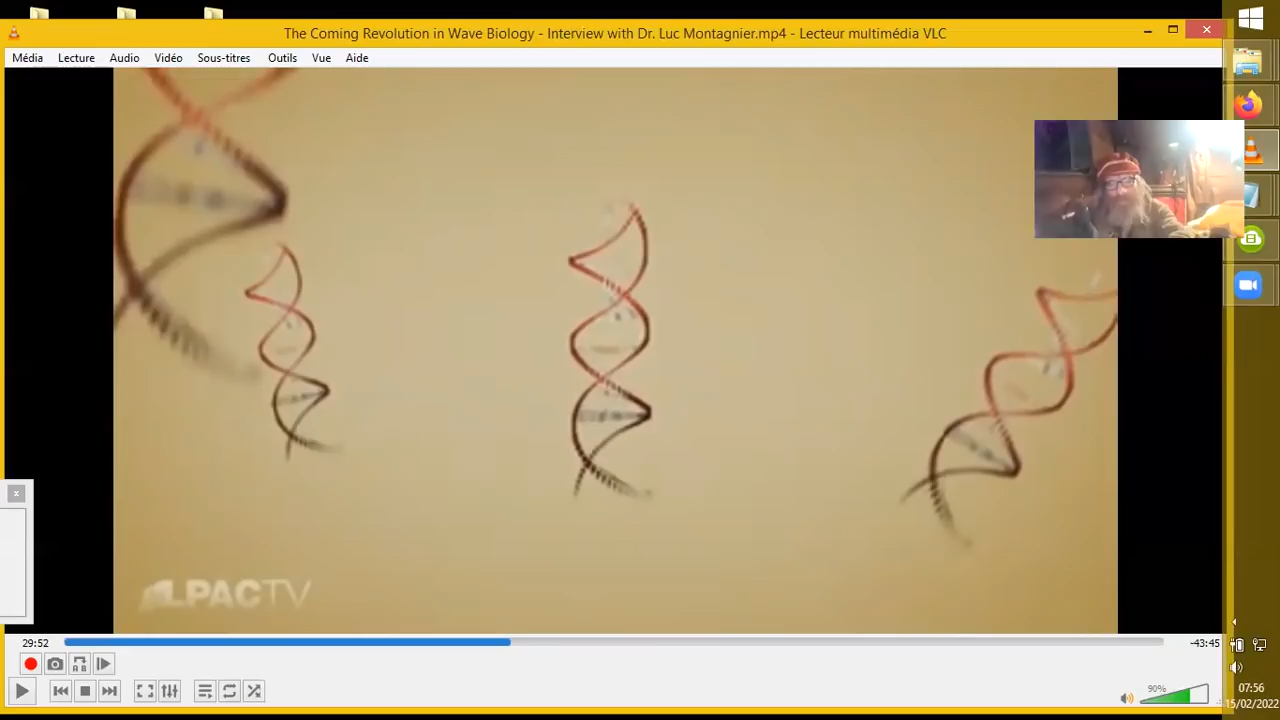 The Coming Revolution in Wave Biology - Interview with Dr. Luc Montagnier.mp4 - Lecteur multimédia VLC
Média Lecture Audio Vidéo Sous-titres Outils Vue Aide
LPACTV
29:52 -43:45
90%
07:56
15/02/2022